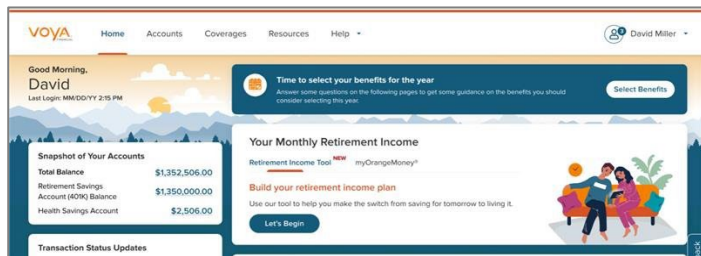 VOYA
FINANCIAL
Home Accounts Coverages Resources Help
3
David Miller
Good Morning,
David
Last Login: MM/DD/YY 2:15 PM
Time to select your benefits for the year
Answer some questions on the following pages to get some guidance on the benefits you should
consider selecting this year.
Select Benefits
Snapshot of Your Accounts
Total Balance $1,352,506.00
Retirement Savings
Account (401K) Balance $1,350,000.00
Health Savings Account $2,506.00
Transaction Status Updates
Your Monthly Retirement Income
Retirement Income Tool NEW myOrangeMoney®
Build your retirement income plan
Use our tool to help you make the switch from saving for tomorrow to living it.
Let's Begin